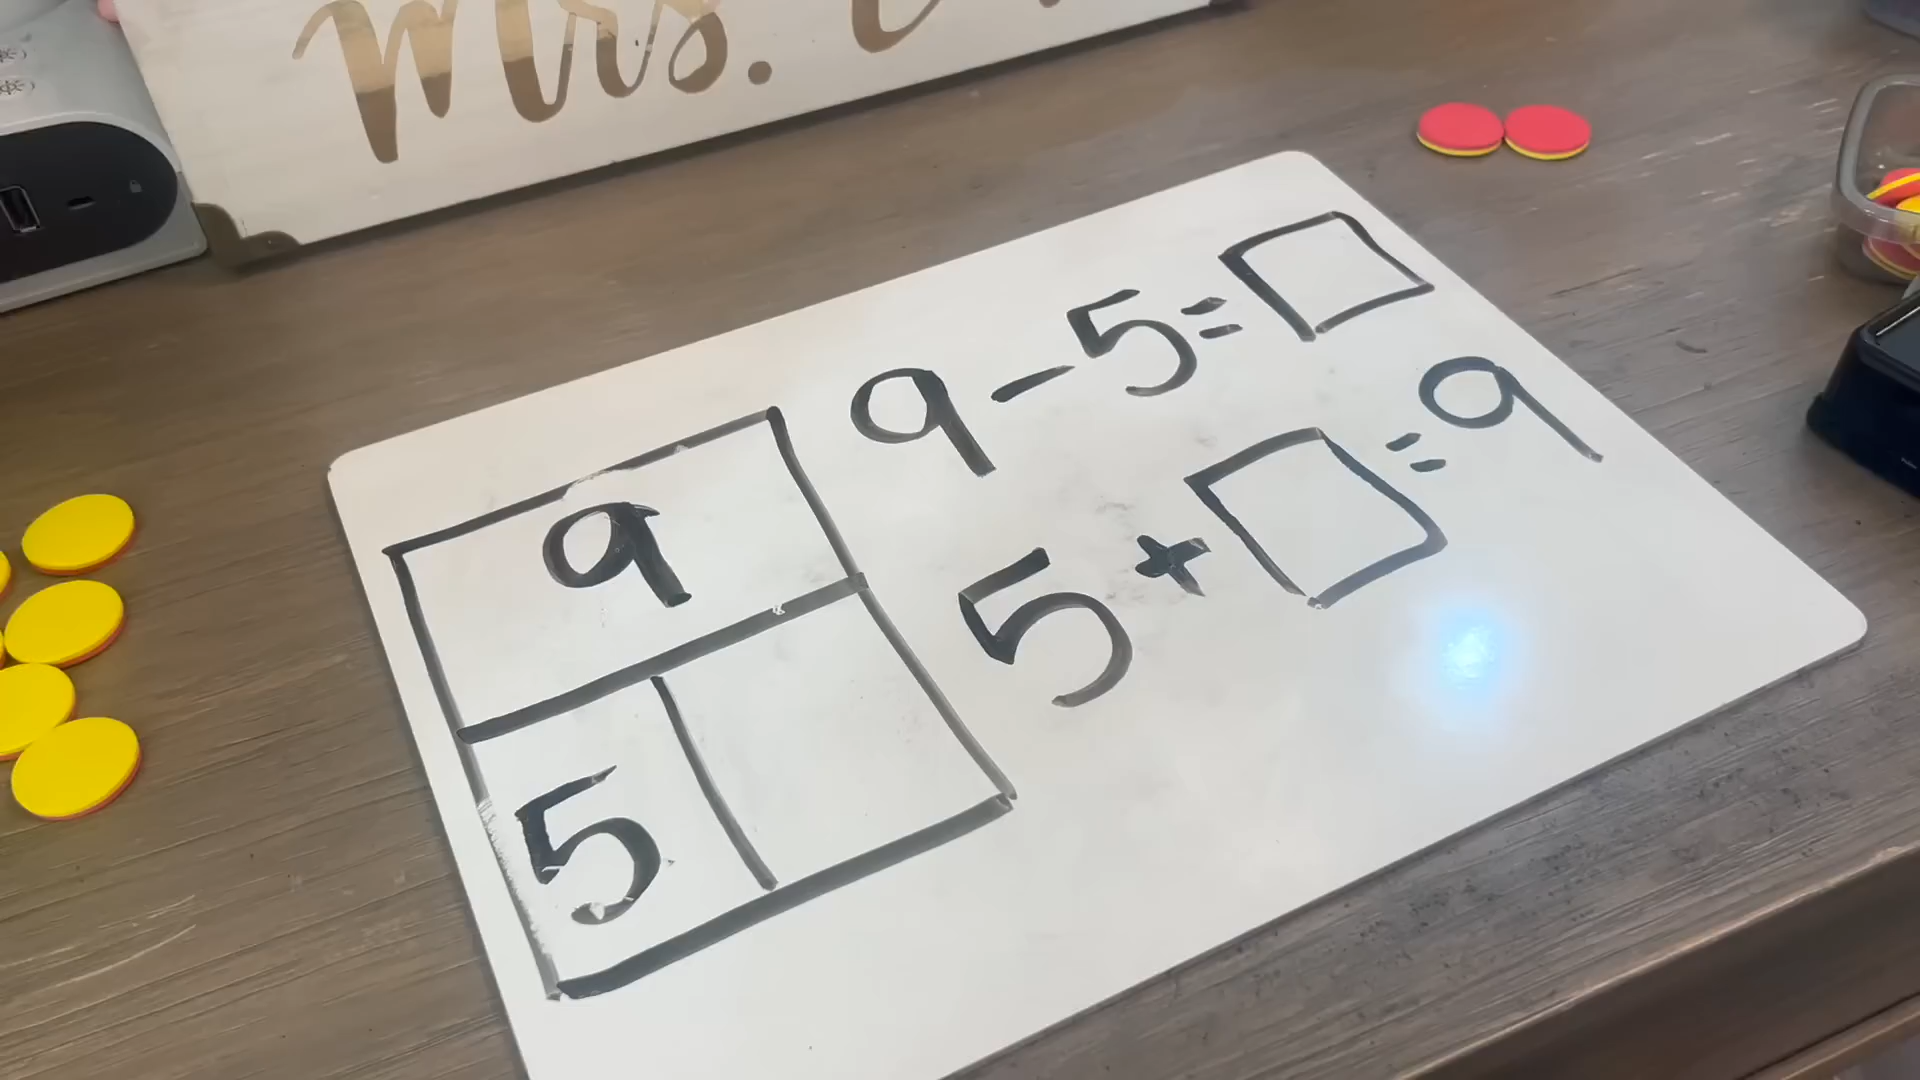 Mrs.
9 - 5 = □
5 + □ = 9
9
5